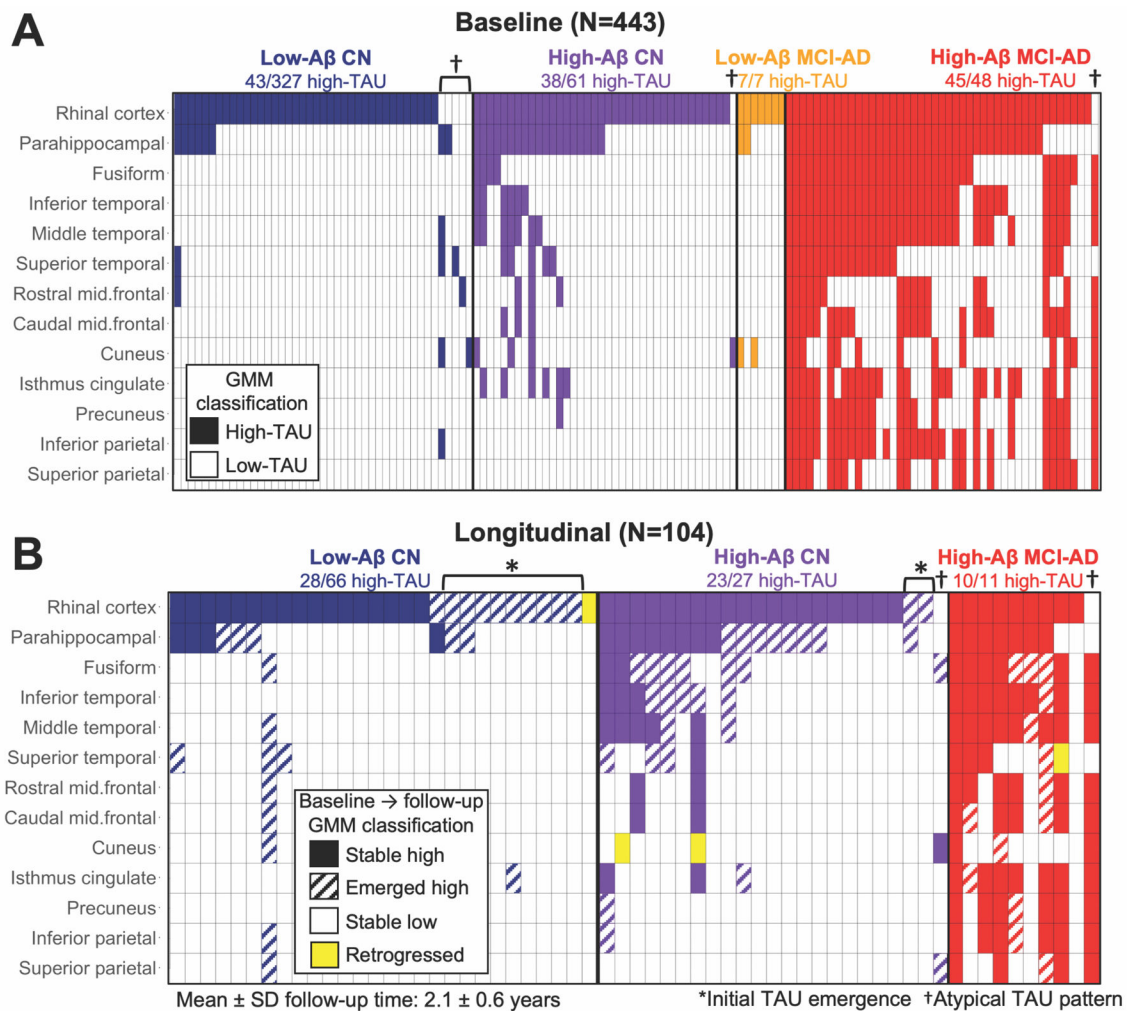 A
Baseline (N=443)
Low-Aβ CN
43/327 high-TAU
†
High-Aβ CN
38/61 high-TAU
†
Low-Aβ MCI-AD
7/7 high-TAU
High-Aβ MCI-AD
45/48 high-TAU
†
Rhinal cortex
Parahippocampal
Fusiform
Inferior temporal
Middle temporal
Superior temporal
Rostral mid.frontal
Caudal mid.frontal
Cuneus
Isthmus cingulate
Precuneus
Inferior parietal
Superior parietal
GMM
classification
High-TAU
Low-TAU
B
Longitudinal (N=104)
Low-Aβ CN
28/66 high-TAU
*
High-Aβ CN
23/27 high-TAU
*
†
High-Aβ MCI-AD
10/11 high-TAU
†
Rhinal cortex
Parahippocampal
Fusiform
Inferior temporal
Middle temporal
Superior temporal
Rostral mid.frontal
Caudal mid.frontal
Cuneus
Isthmus cingulate
Precuneus
Inferior parietal
Superior parietal
Baseline → follow-up
GMM classification
Stable high
Emerged high
Stable low
Retrogressed
Mean ± SD follow-up time: 2.1 ± 0.6 years
*Initial TAU emergence †Atypical TAU pattern